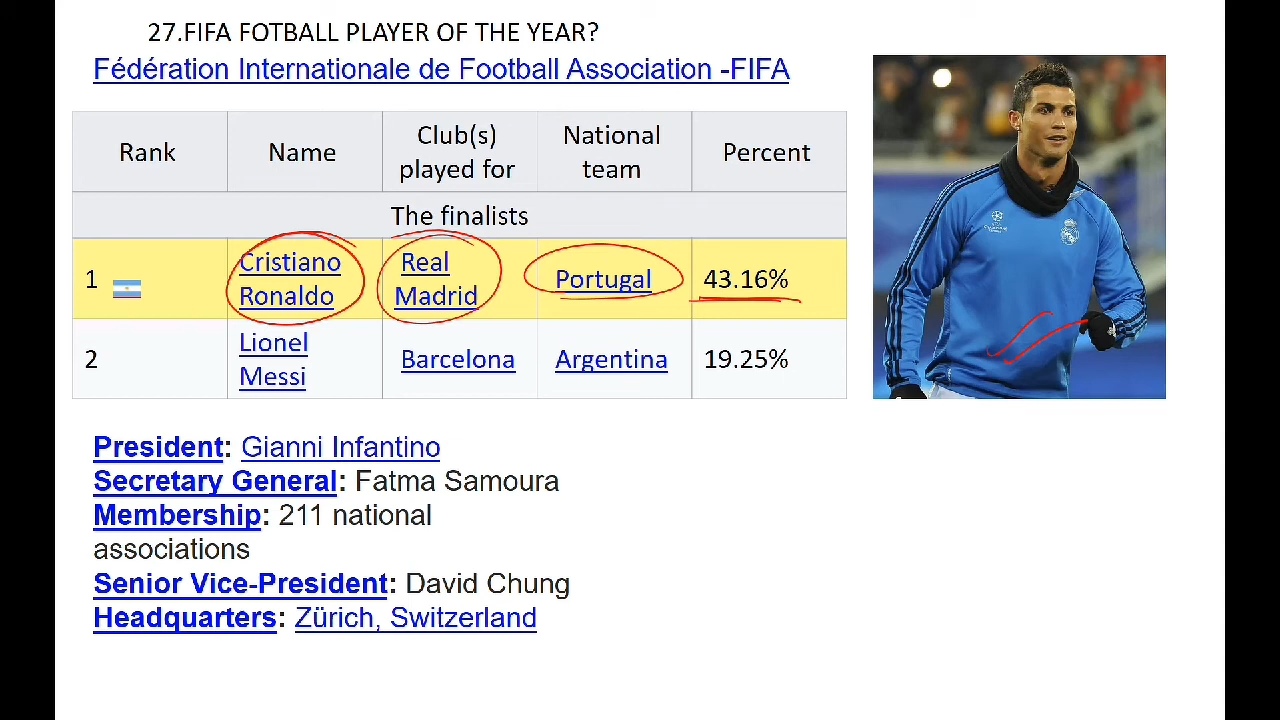 27.FIFA FOTBALL PLAYER OF THE YEAR?
Fédération Internationale de Football Association -FIFA
Rank Name Club(s) played for National team Percent
The finalists
1 Cristiano Ronaldo Real Madrid Portugal 43.16%
2 Lionel Messi Barcelona Argentina 19.25%
President: Gianni Infantino
Secretary General: Fatma Samoura
Membership: 211 national
associations
Senior Vice-President: David Chung
Headquarters: Zürich, Switzerland